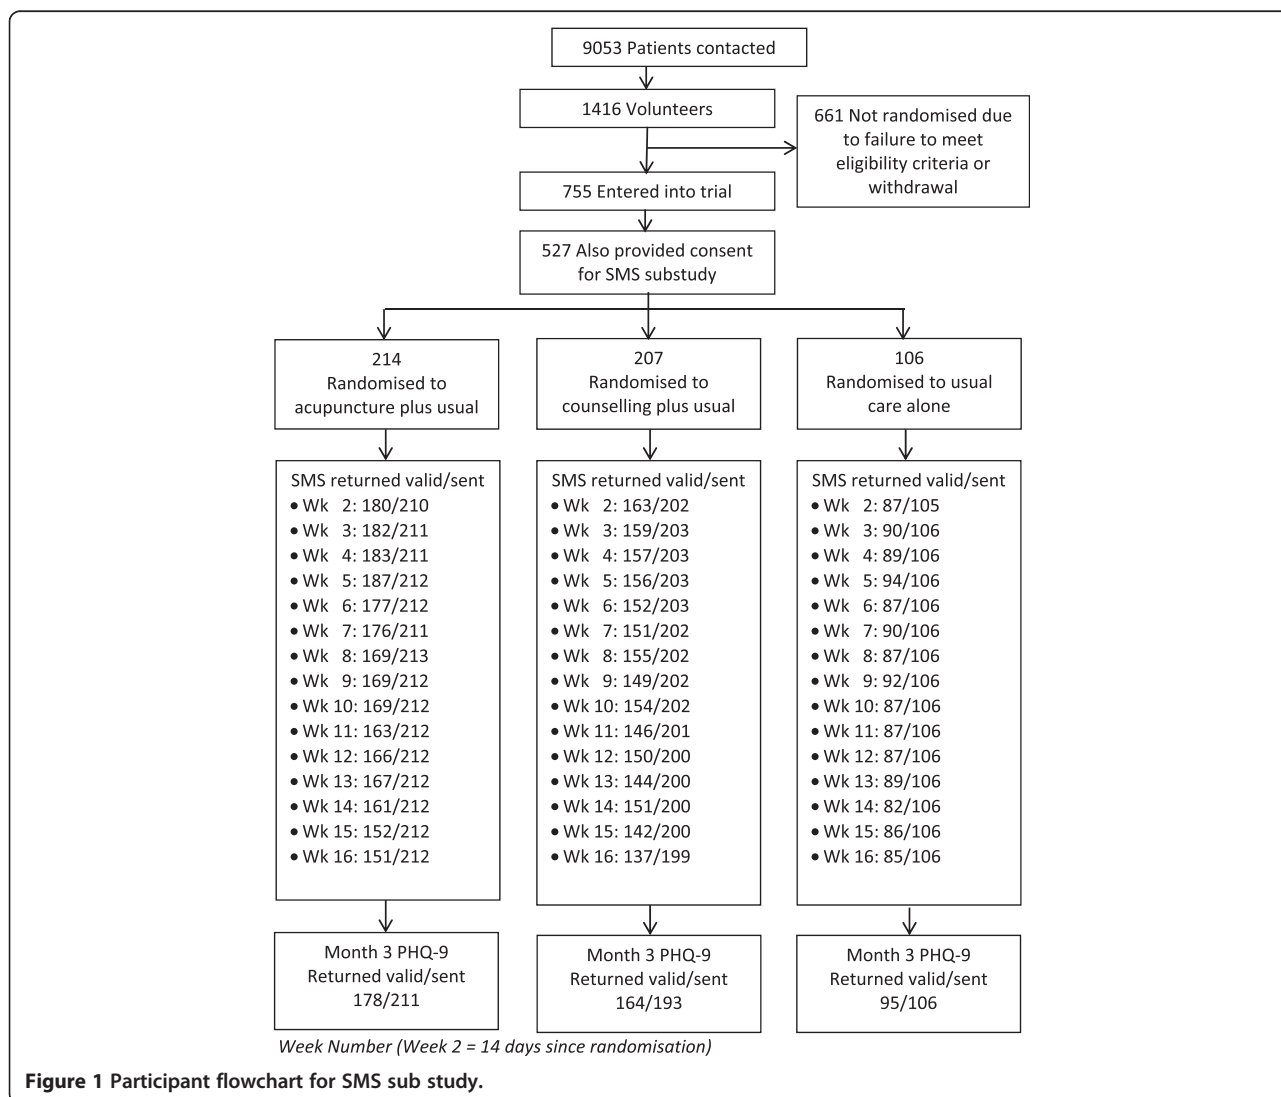 9053 Patients contacted
1416 Volunteers
661 Not randomised due
to failure to meet
eligibility criteria or
withdrawal
755 Entered into trial
527 Also provided consent
for SMS substudy
214
Randomised to
acupuncture plus usual
207
Randomised to
counselling plus usual
106
Randomised to usual
care alone
SMS returned valid/sent
• Wk 2: 180/210
• Wk 3: 182/211
• Wk 4: 183/211
• Wk 5: 187/212
• Wk 6: 177/212
• Wk 7: 176/211
• Wk 8: 169/213
• Wk 9: 169/212
• Wk 10: 169/212
• Wk 11: 163/212
• Wk 12: 166/212
• Wk 13: 167/212
• Wk 14: 161/212
• Wk 15: 152/212
• Wk 16: 151/212
SMS returned valid/sent
• Wk 2: 163/202
• Wk 3: 159/203
• Wk 4: 157/203
• Wk 5: 156/203
• Wk 6: 152/203
• Wk 7: 151/202
• Wk 8: 155/202
• Wk 9: 149/202
• Wk 10: 154/202
• Wk 11: 146/201
• Wk 12: 150/200
• Wk 13: 144/200
• Wk 14: 151/200
• Wk 15: 142/200
• Wk 16: 137/199
SMS returned valid/sent
• Wk 2: 87/105
• Wk 3: 90/106
• Wk 4: 89/106
• Wk 5: 94/106
• Wk 6: 87/106
• Wk 7: 90/106
• Wk 8: 87/106
• Wk 9: 92/106
• Wk 10: 87/106
• Wk 11: 87/106
• Wk 12: 87/106
• Wk 13: 89/106
• Wk 14: 82/106
• Wk 15: 86/106
• Wk 16: 85/106
Month 3 PHQ-9
Returned valid/sent
178/211
Month 3 PHQ-9
Returned valid/sent
164/193
Month 3 PHQ-9
Returned valid/sent
95/106
Week Number (Week 2 = 14 days since randomisation)
Figure 1 Participant flowchart for SMS sub study.